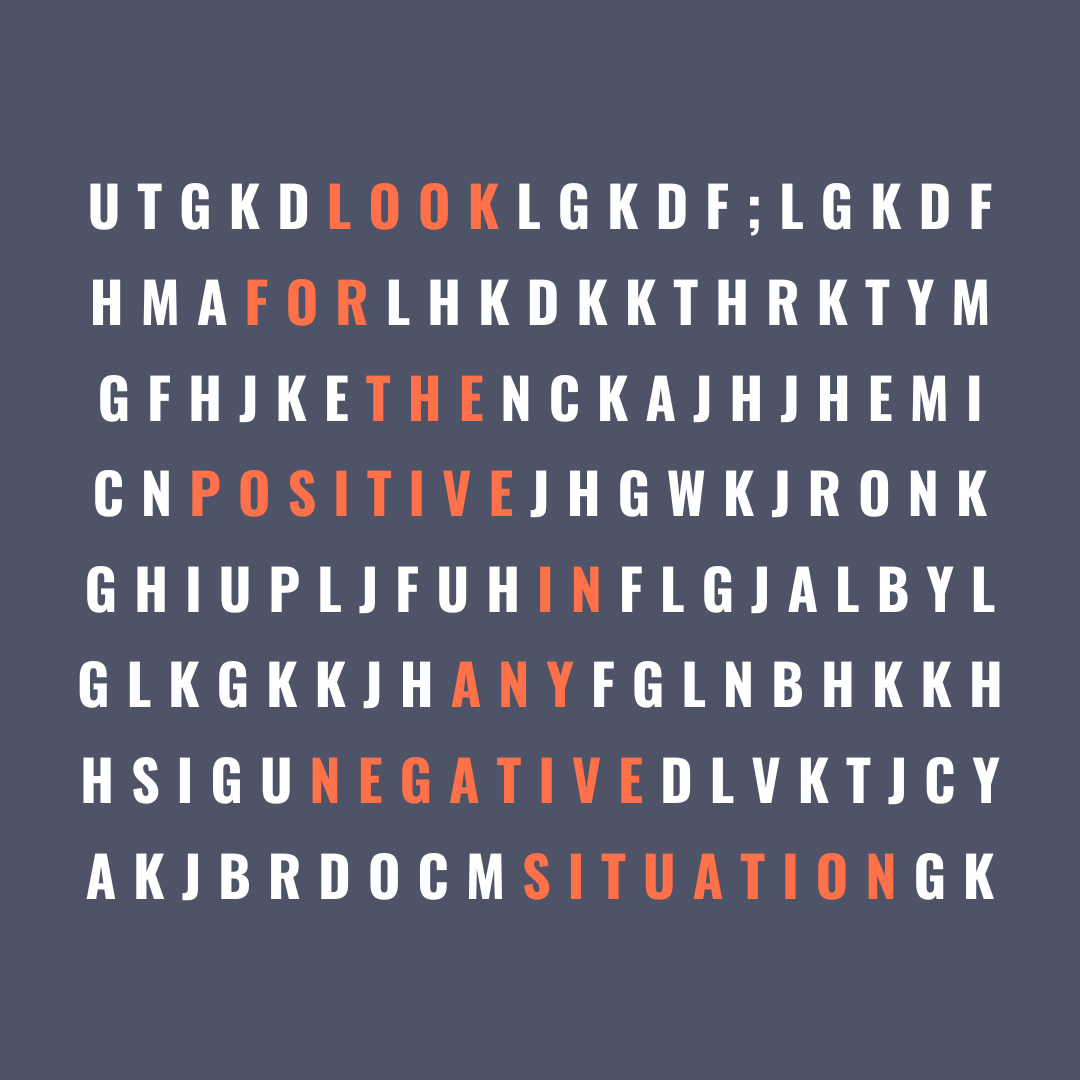 UTGKDLOOKLGKDF;LGKDF
HMAFORLHKDKKTHRKTYM
GFHJKETHENCKAJHJHEMI
CNPOSITIVEJHGWKJRONK
GHIUPLJFUHINFLGJALBYL
GLKGKKJHANYFGLNBHKKH
HSIGUNEGATIVEDLVKTJCY
AKJBRDOCMSITUATIONGK